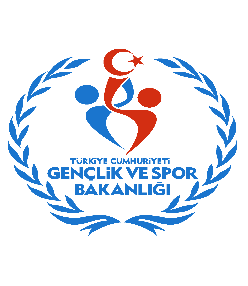 TÜRKİYE CUMHURİYETİ
GENÇLİK VE SPOR
BAKANLIĞI